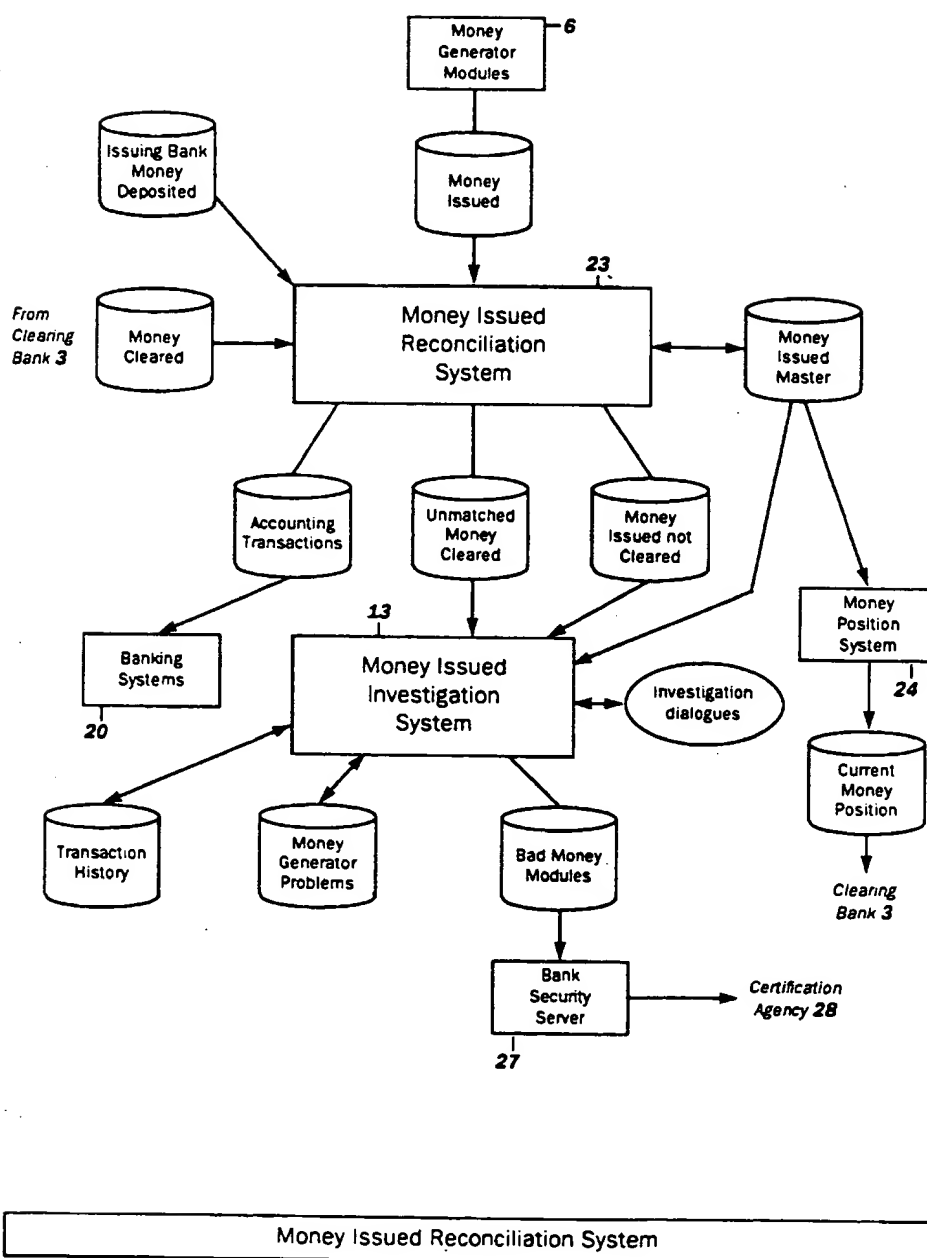 Money
Generator
Modules
6
Issuing Bank
Money
Deposited
Money
Issued
23
From
Clearing
Bank 3
Money
Cleared
Money Issued
Reconciliation
System
Money
Issued
Master
Accounting
Transactions
Unmatched
Money
Cleared
Money
Issued not
Cleared
13
Money
Position
System
24
Banking
Systems
20
Money Issued
Investigation
System
Investigation
dialogues
Current
Money
Position
Transaction
History
Money
Generator
Problems
Bad Money
Modules
Clearing
Bank 3
Bank
Security
Server
27
Certification
Agency 28
Money Issued Reconciliation System